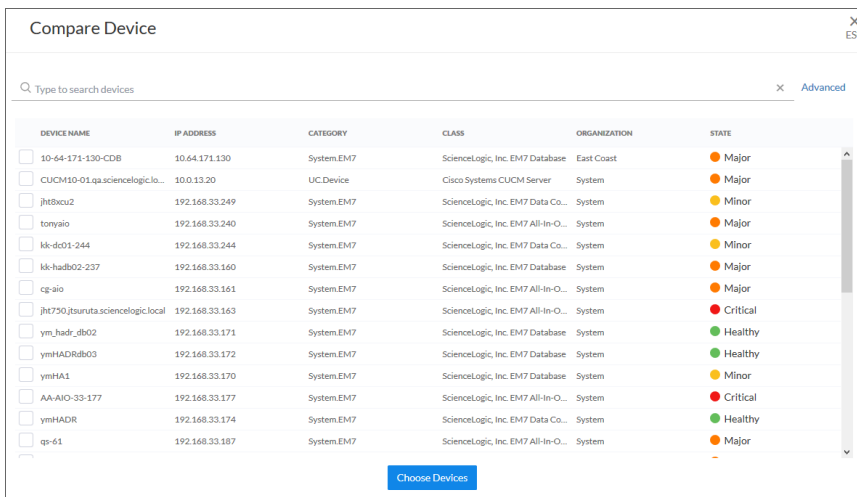 Compare Device
ESC
Type to search devices Advanced
DEVICE NAME IP ADDRESS CATEGORY CLASS ORGANIZATION STATE
10-64-171-130-CDB 10.64.171.130 System.EM7 ScienceLogic, Inc. EM7 Database East Coast Major
CUCM10-01.qa.sciencelogic.lo... 10.0.13.20 UC.Device Cisco Systems CUCM Server System Major
jht8xcu2 192.168.33.249 System.EM7 ScienceLogic, Inc. EM7 Data Co... System Minor
tonyaio 192.168.33.240 System.EM7 ScienceLogic, Inc. EM7 All-In-O... System Major
kk-dc01-244 192.168.33.244 System.EM7 ScienceLogic, Inc. EM7 Data Co... System Minor
kk-hadb02-237 192.168.33.160 System.EM7 ScienceLogic, Inc. EM7 Database System Major
cg-aio 192.168.33.161 System.EM7 ScienceLogic, Inc. EM7 All-In-O... System Major
jht750.jtsuruta.sciencelogic.local 192.168.33.163 System.EM7 ScienceLogic, Inc. EM7 All-In-O... System Critical
ym_hadr_db02 192.168.33.171 System.EM7 ScienceLogic, Inc. EM7 Database System Healthy
ymHADRdb03 192.168.33.172 System.EM7 ScienceLogic, Inc. EM7 All-In-O... System Healthy
ymHA1 192.168.33.170 System.EM7 ScienceLogic, Inc. EM7 Database System Minor
AA-AIO-33-177 192.168.33.177 System.EM7 ScienceLogic, Inc. EM7 All-In-O... System Critical
ymHADR 192.168.33.174 System.EM7 ScienceLogic, Inc. EM7 Data Co... System Healthy
qs-61 192.168.33.187 System.EM7 ScienceLogic, Inc. EM7 All-In-O... System Major
Choose Devices